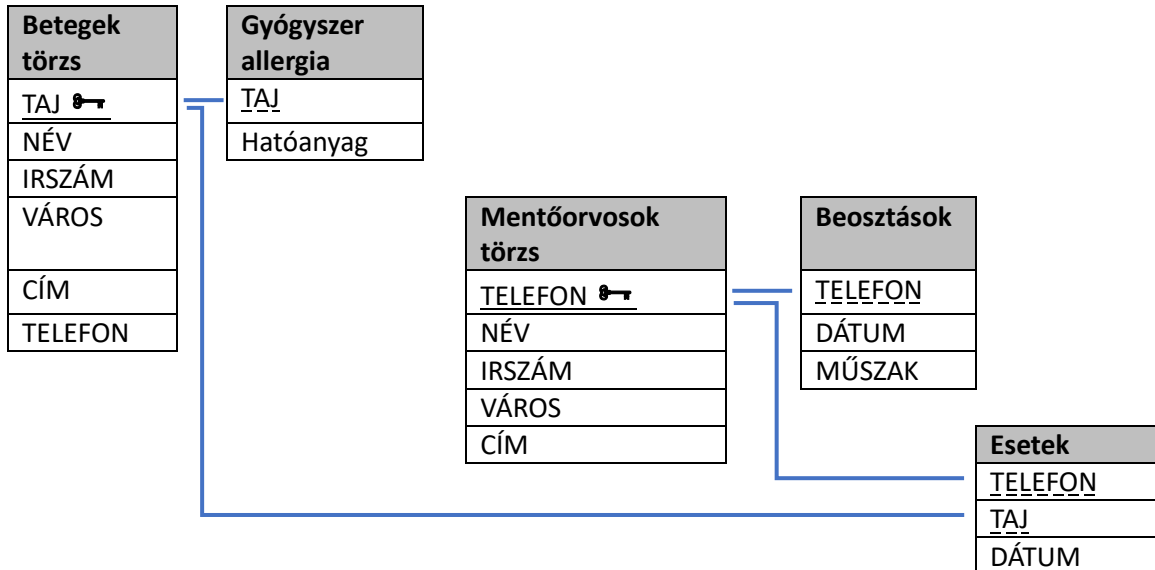 Betegek
törzs
TAJ
NÉV
IRSZÁM
VÁROS
CÍM
TELEFON
Gyógyszer
allergia
TAJ
Hatóanyag
Mentőorvosok
törzs
TELEFON
NÉV
IRSZÁM
VÁROS
CÍM
Beosztások
TELEFON
DÁTUM
MŰSZAK
Esetek
TELEFON
TAJ
DÁTUM